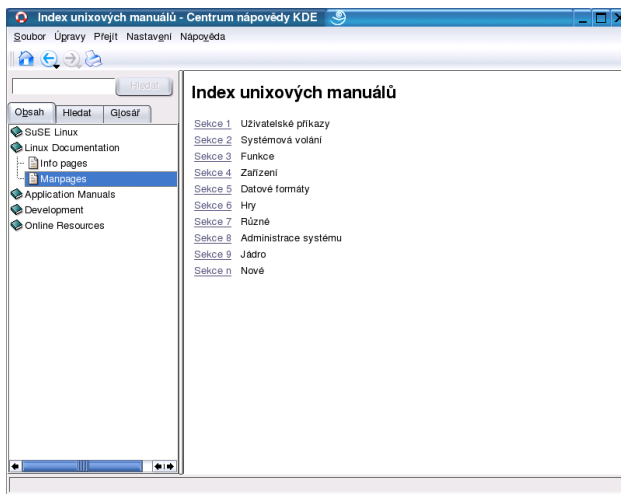 Index unixových manuálů - Centrum nápovědy KDE
Soubor Úpravy Přejít Nastavení Nápověda
Hledat
Obsah Hledat Glosář
SuSE Linux
Linux Documentation
Info pages
Manpages
Application Manuals
Development
Online Resources
Index unixových manuálů
Sekce 1 Uživatelské příkazy
Sekce 2 Systémová volání
Sekce 3 Funkce
Sekce 4 Zařízení
Sekce 5 Datové formáty
Sekce 6 Hry
Sekce 7 Různé
Sekce 8 Administrace systému
Sekce 9 Jádro
Sekce n Nové